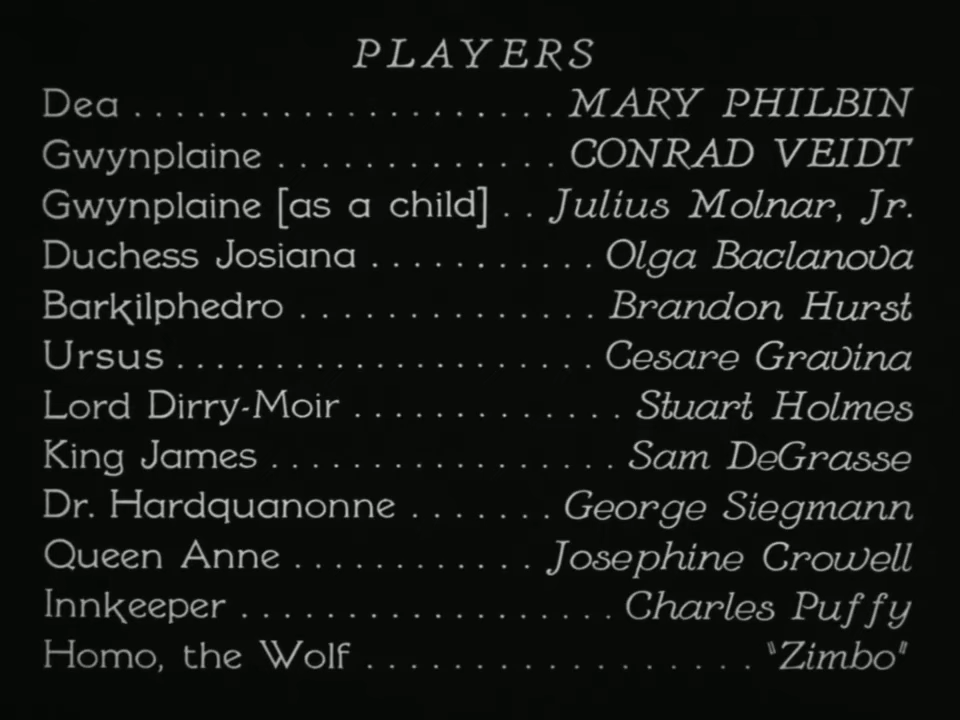 PLAYERS
Dea . . . . . . . . . . . . . . . . . . . . . MARY PHILBIN
Gwynplaine . . . . . . . . . . . . . . CONRAD VEIDT
Gwynplaine [as a child] . . Julius Molnar, Jr.
Duchess Josiana . . . . . . . . . . . Olga Baclanova
Barkilphedro . . . . . . . . . . . . . . . Brandon Hurst
Ursus . . . . . . . . . . . . . . . . . . . . . Cesare Gravina
Lord Dirry-Moir . . . . . . . . . . . . . Stuart Holmes
King James . . . . . . . . . . . . . . . . . Sam DeGrasse
Dr. Hardquanonne . . . . . . . George Siegmann
Queen Anne . . . . . . . . . . . . Josephine Crowell
Innkeeper . . . . . . . . . . . . . . . . . . Charles Puffy
Homo, the Wolf . . . . . . . . . . . . . . . . . . . "Zimbo"